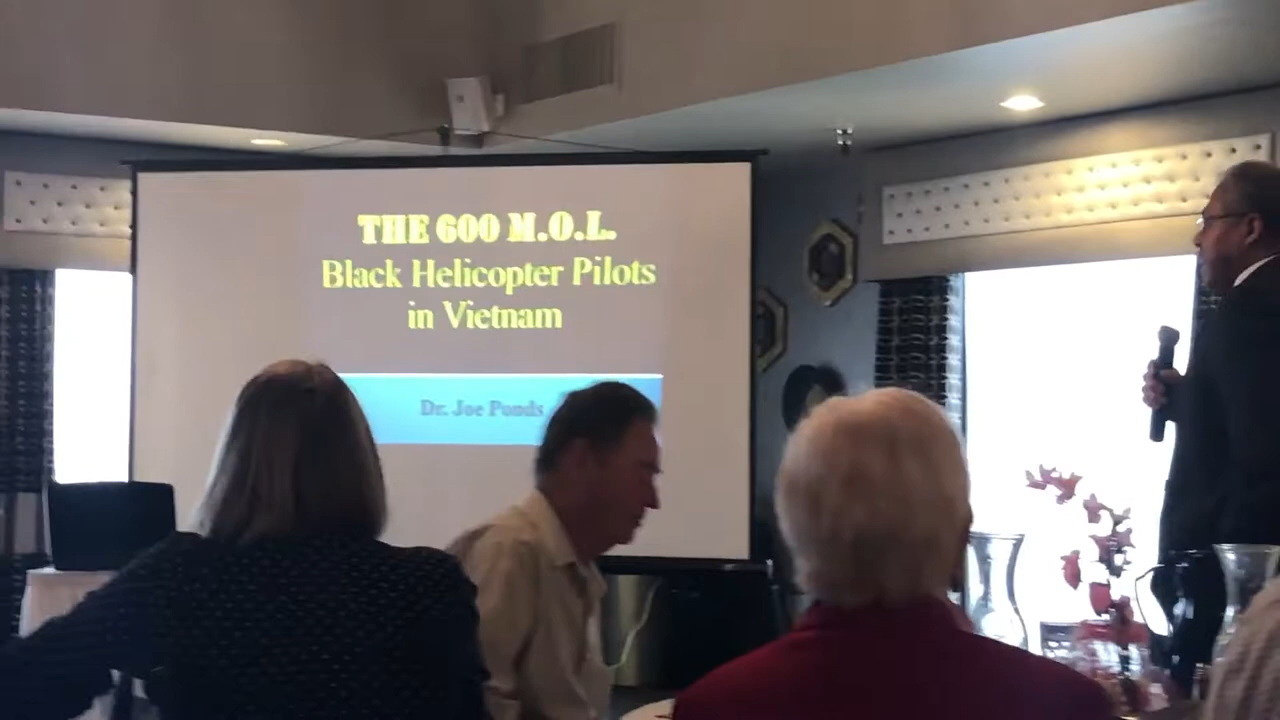 THE 600 M.O.L.
Black Helicopter Pilots
in Vietnam
Dr. Joe Ponds